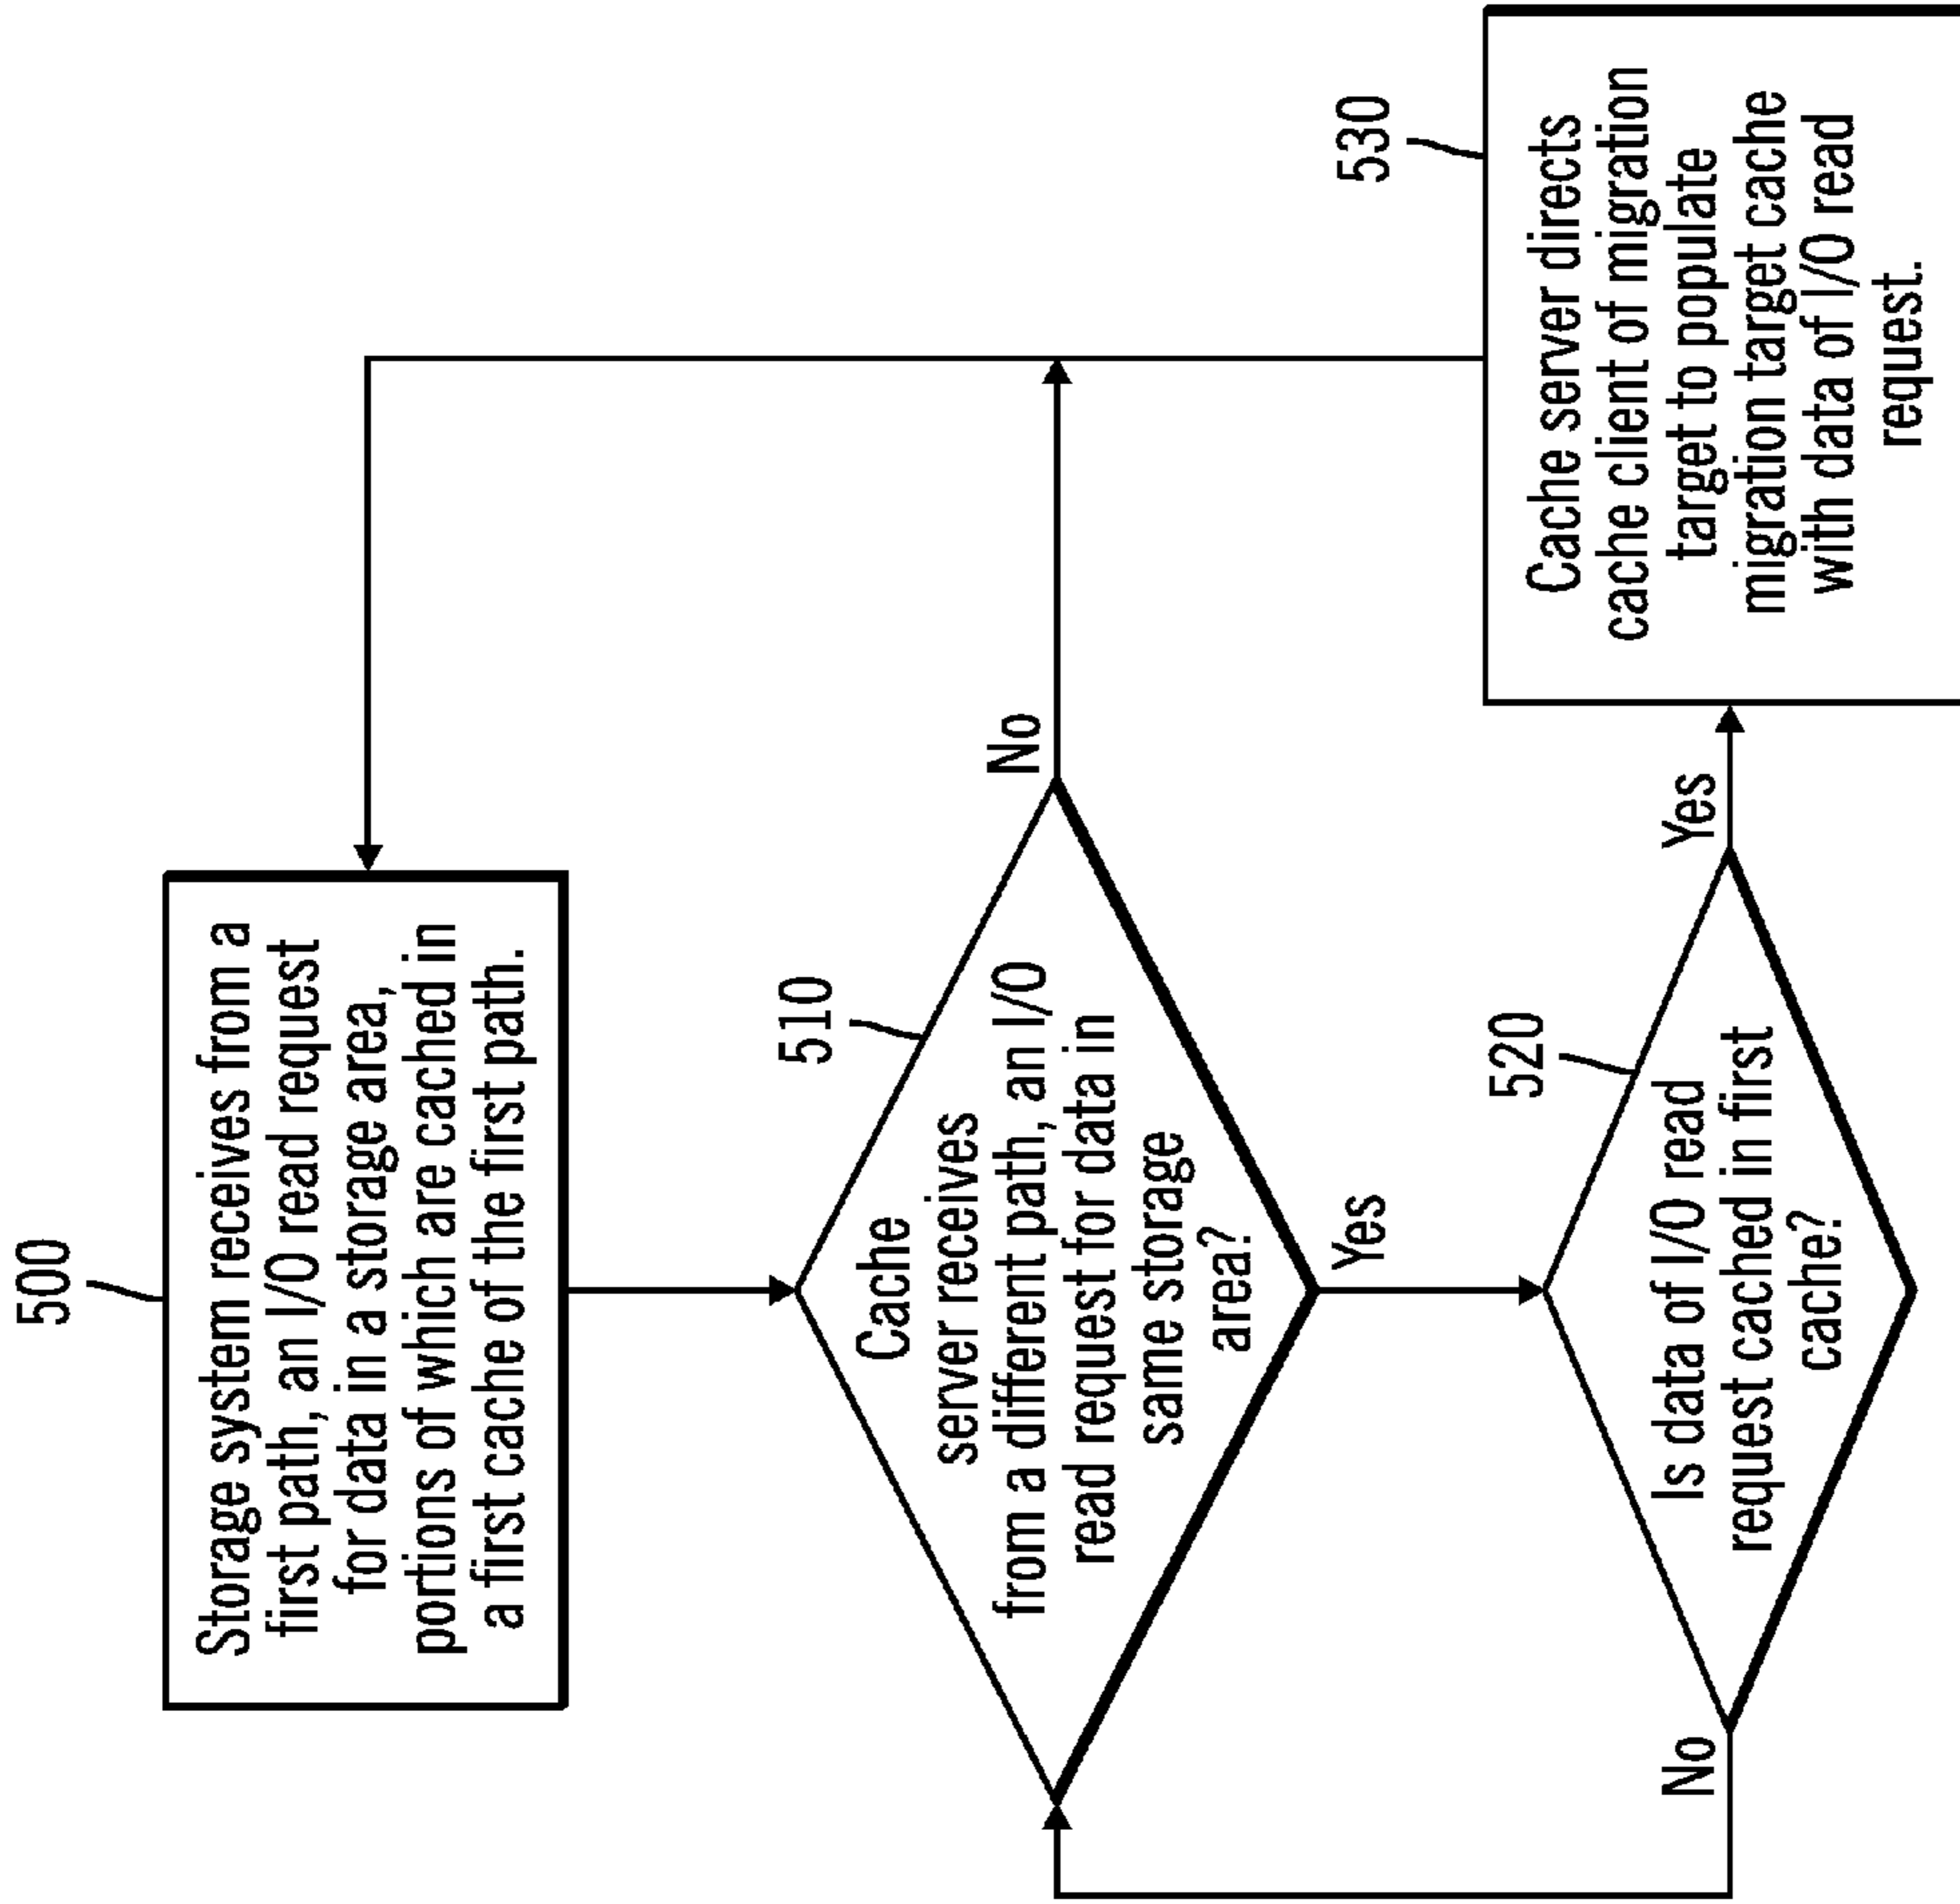 500
Storage system receives from a
first path, an I/O read request
for data in a storage area,
portions of which are cached in
a first cache of the first path.
510
Cache
server receives
from a different path, an I/O
read request for data in
same storage
area?
No
Yes
520
Is data of I/O read
request cached in first
cache?
No
Yes
530
Cache server directs
cache client of migration
target to populate
migration target cache
with data of I/O read
request.